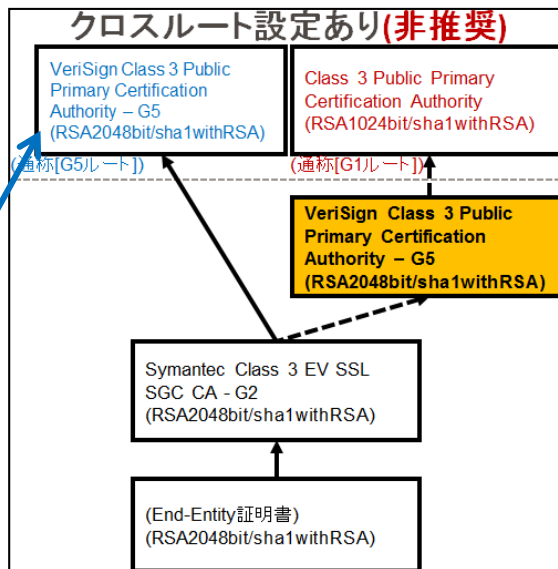 クロスルート設定あり(非推奨)
VeriSign Class 3 Public
Primary Certification
Authority – G5
(RSA2048bit/sha1withRSA)
(通称[G5ルート])
Class 3 Public Primary
Certification Authority
(RSA1024bit/sha1withRSA)
(通称[G1ルート])
VeriSign Class 3 Public
Primary Certification
Authority – G5
(RSA2048bit/sha1withRSA)
Symantec Class 3 EV SSL
SGC CA - G2
(RSA2048bit/sha1withRSA)
(End-Entity証明書)
(RSA2048bit/sha1withRSA)